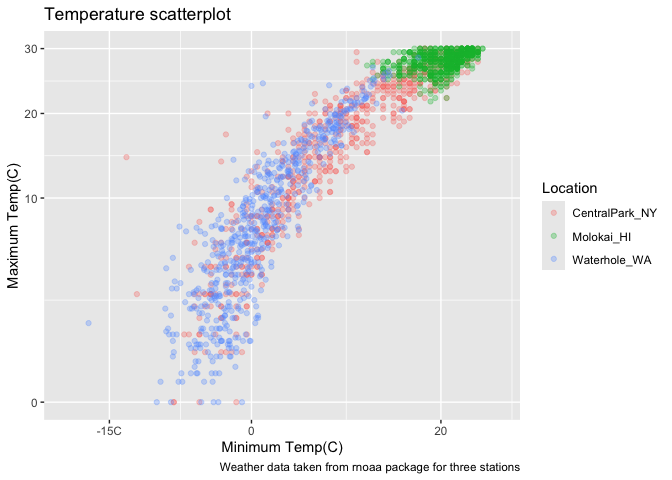 Temperature scatterplot
Maximum Temp(C)
30
20
10
0
-15C
0
20
Minimum Temp(C)
Weather data taken from rnoaa package for three stations
Location
CentralPark_NY
Molokai_HI
Waterhole_WA